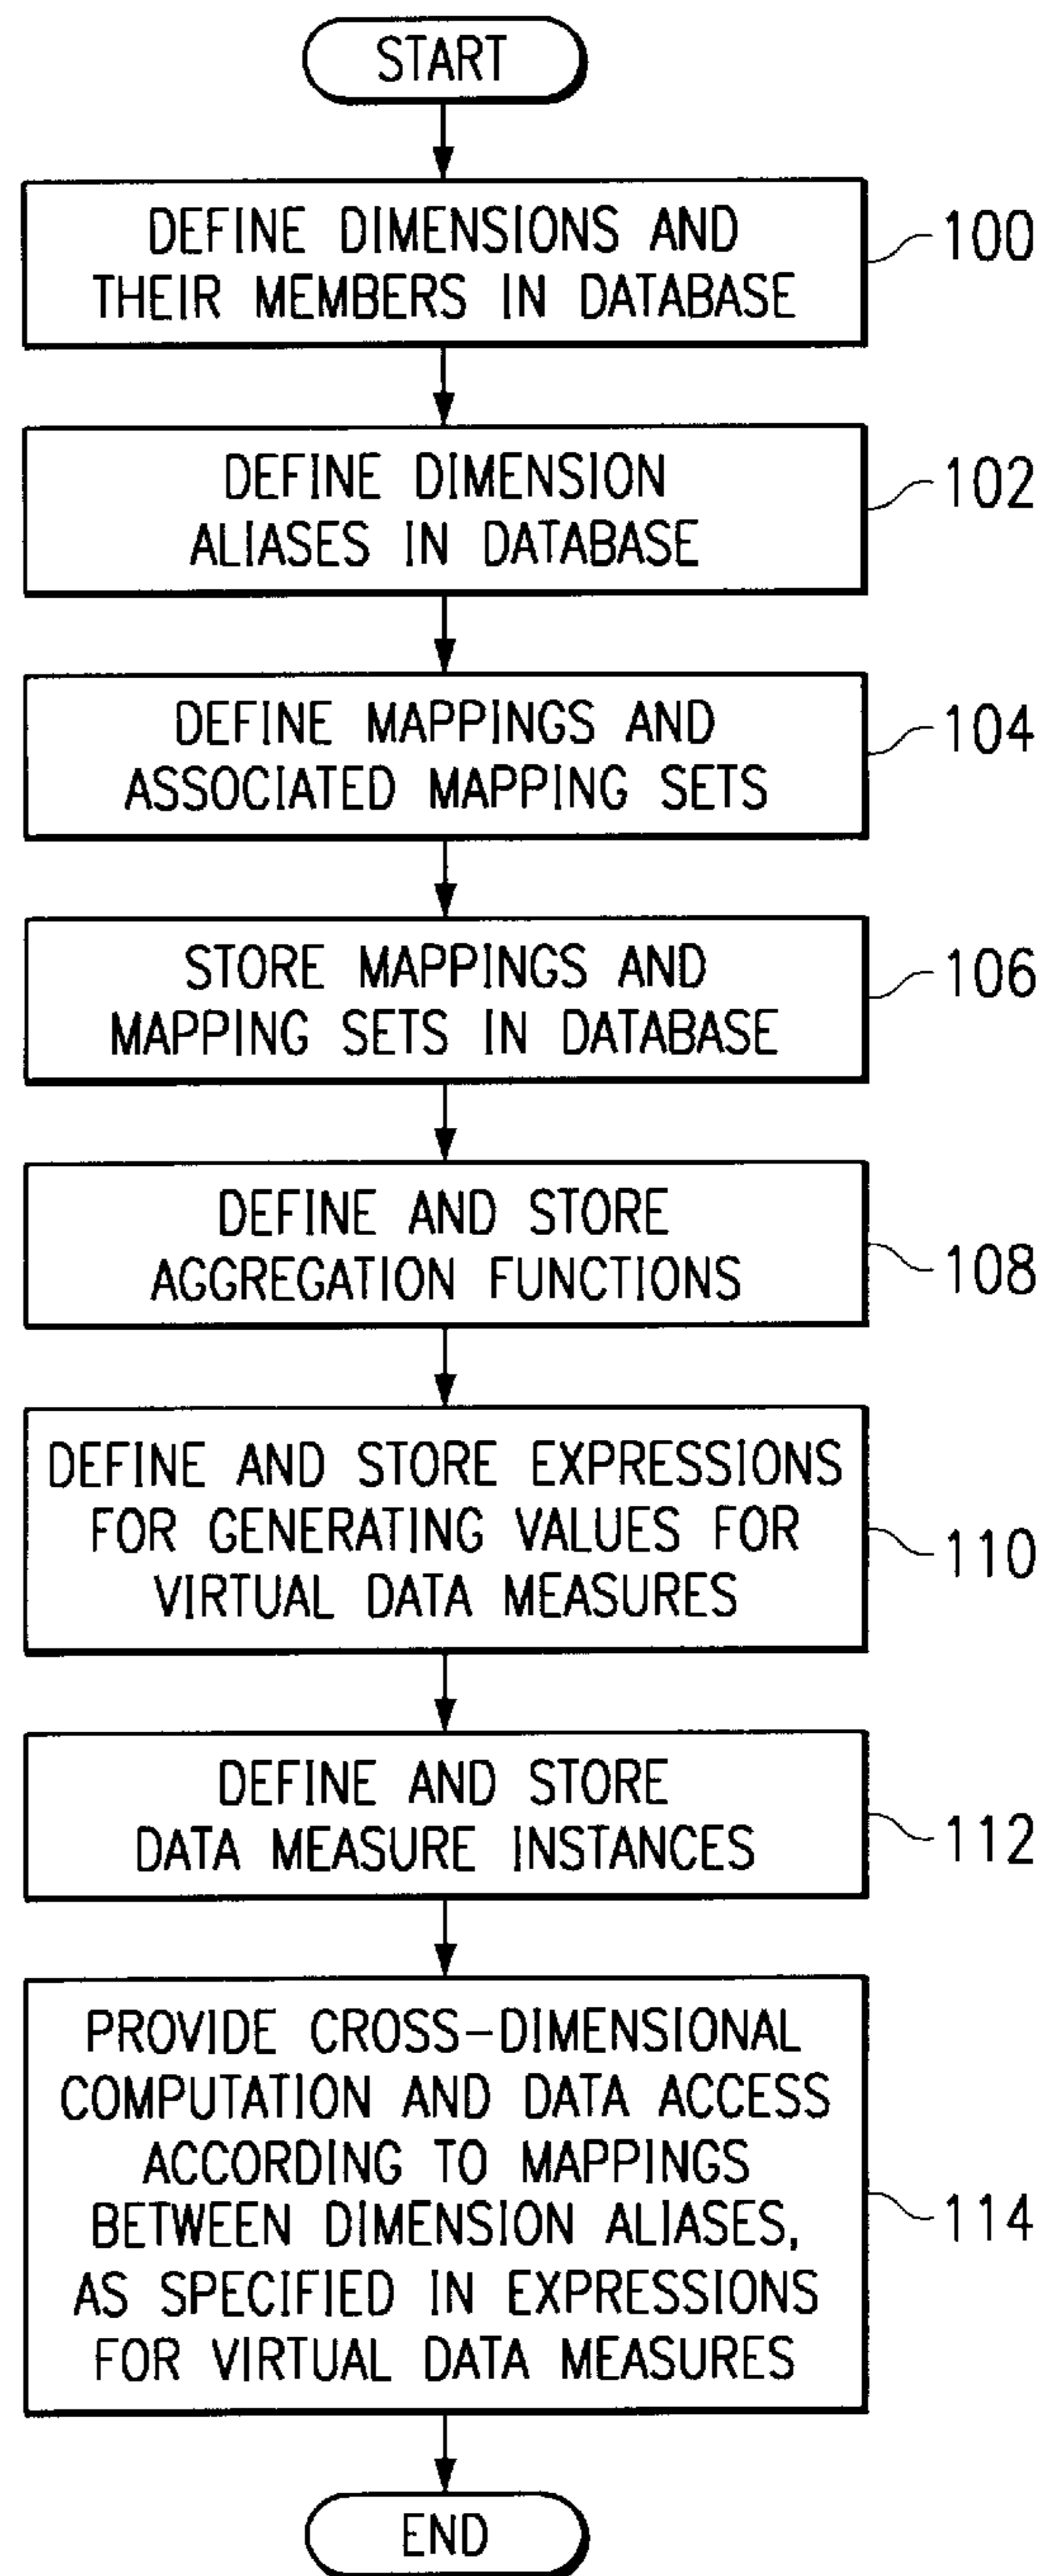 START
DEFINE DIMENSIONS AND
THEIR MEMBERS IN DATABASE
100
DEFINE DIMENSION
ALIASES IN DATABASE
102
DEFINE MAPPINGS AND
ASSOCIATED MAPPING SETS
104
STORE MAPPINGS AND
MAPPING SETS IN DATABASE
106
DEFINE AND STORE
AGGREGATION FUNCTIONS
108
DEFINE AND STORE EXPRESSIONS
FOR GENERATING VALUES FOR
VIRTUAL DATA MEASURES
110
DEFINE AND STORE
DATA MEASURE INSTANCES
112
PROVIDE CROSS-DIMENSIONAL
COMPUTATION AND DATA ACCESS
ACCORDING TO MAPPINGS
BETWEEN DIMENSION ALIASES,
AS SPECIFIED IN EXPRESSIONS
FOR VIRTUAL DATA MEASURES
114
END